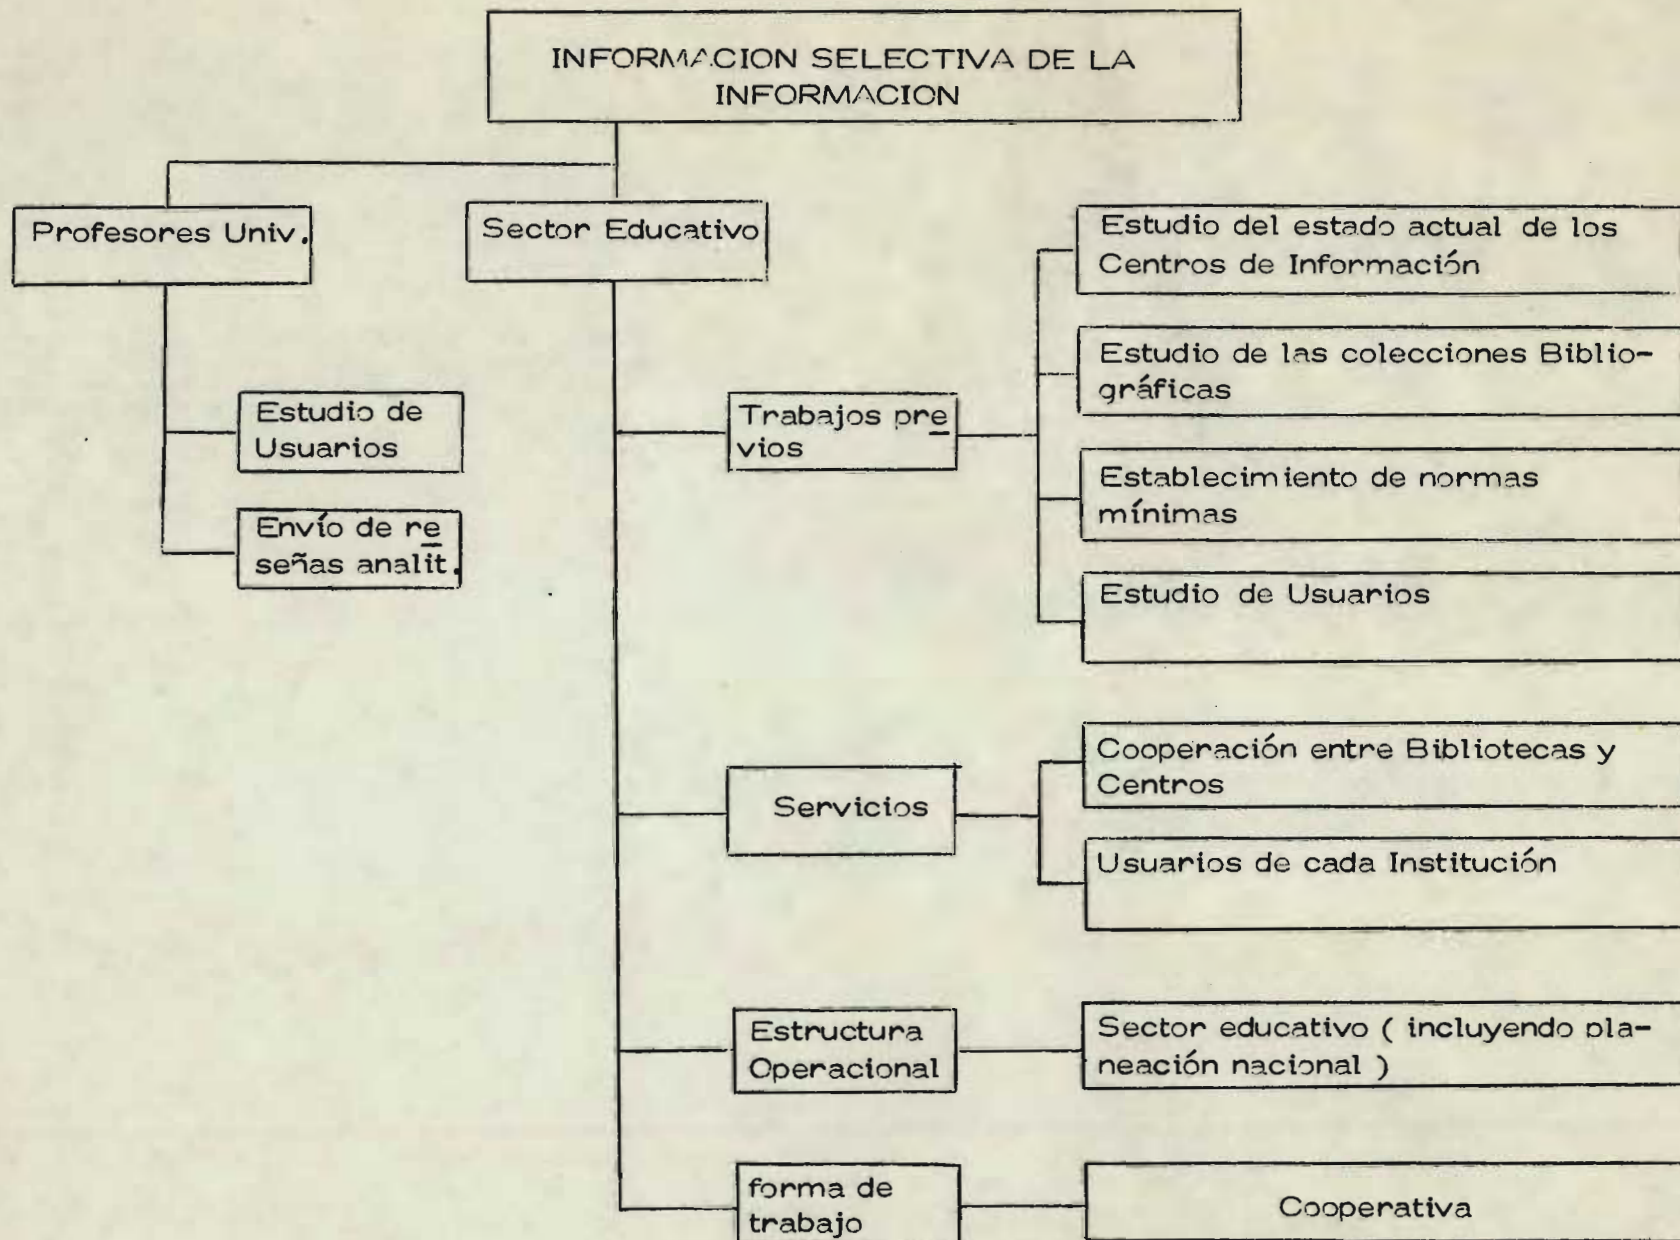 INFORMACION SELECTIVA DE LA
INFORMACION
Profesores Univ.
Sector Educativo
Estudio de
Usuarios
Envío de re
señas analit.
Trabajos pre
vios
Estudio del estado actual de los
Centros de Información
Estudio de las colecciones Biblio-
gráficas
Establecimiento de normas
mínimas
Estudio de Usuarios
Servicios
Cooperación entre Bibliotecas y
Centros
Usuarios de cada Institución
Estructura
Operacional
Sector educativo ( incluyendo pla-
neación nacional )
forma de
trabajo
Cooperativa